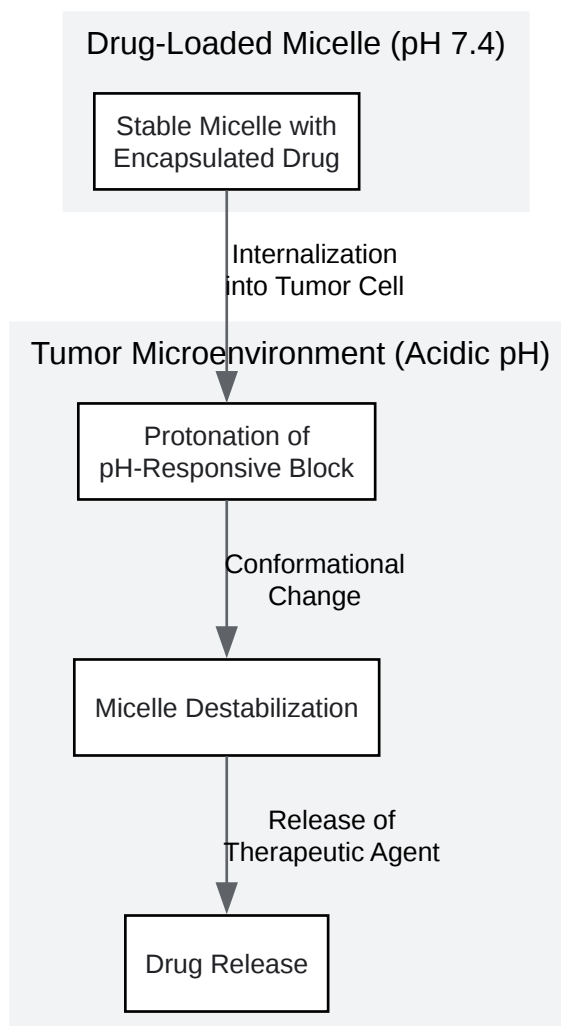 Drug-Loaded Micelle (pH 7.4)
Stable Micelle with
Encapsulated Drug
Internalization
into Tumor Cell
Tumor Microenvironment (Acidic pH)
Protonation of
pH-Responsive Block
Conformational
Change
Micelle Destabilization
Release of
Therapeutic Agent
Drug Release